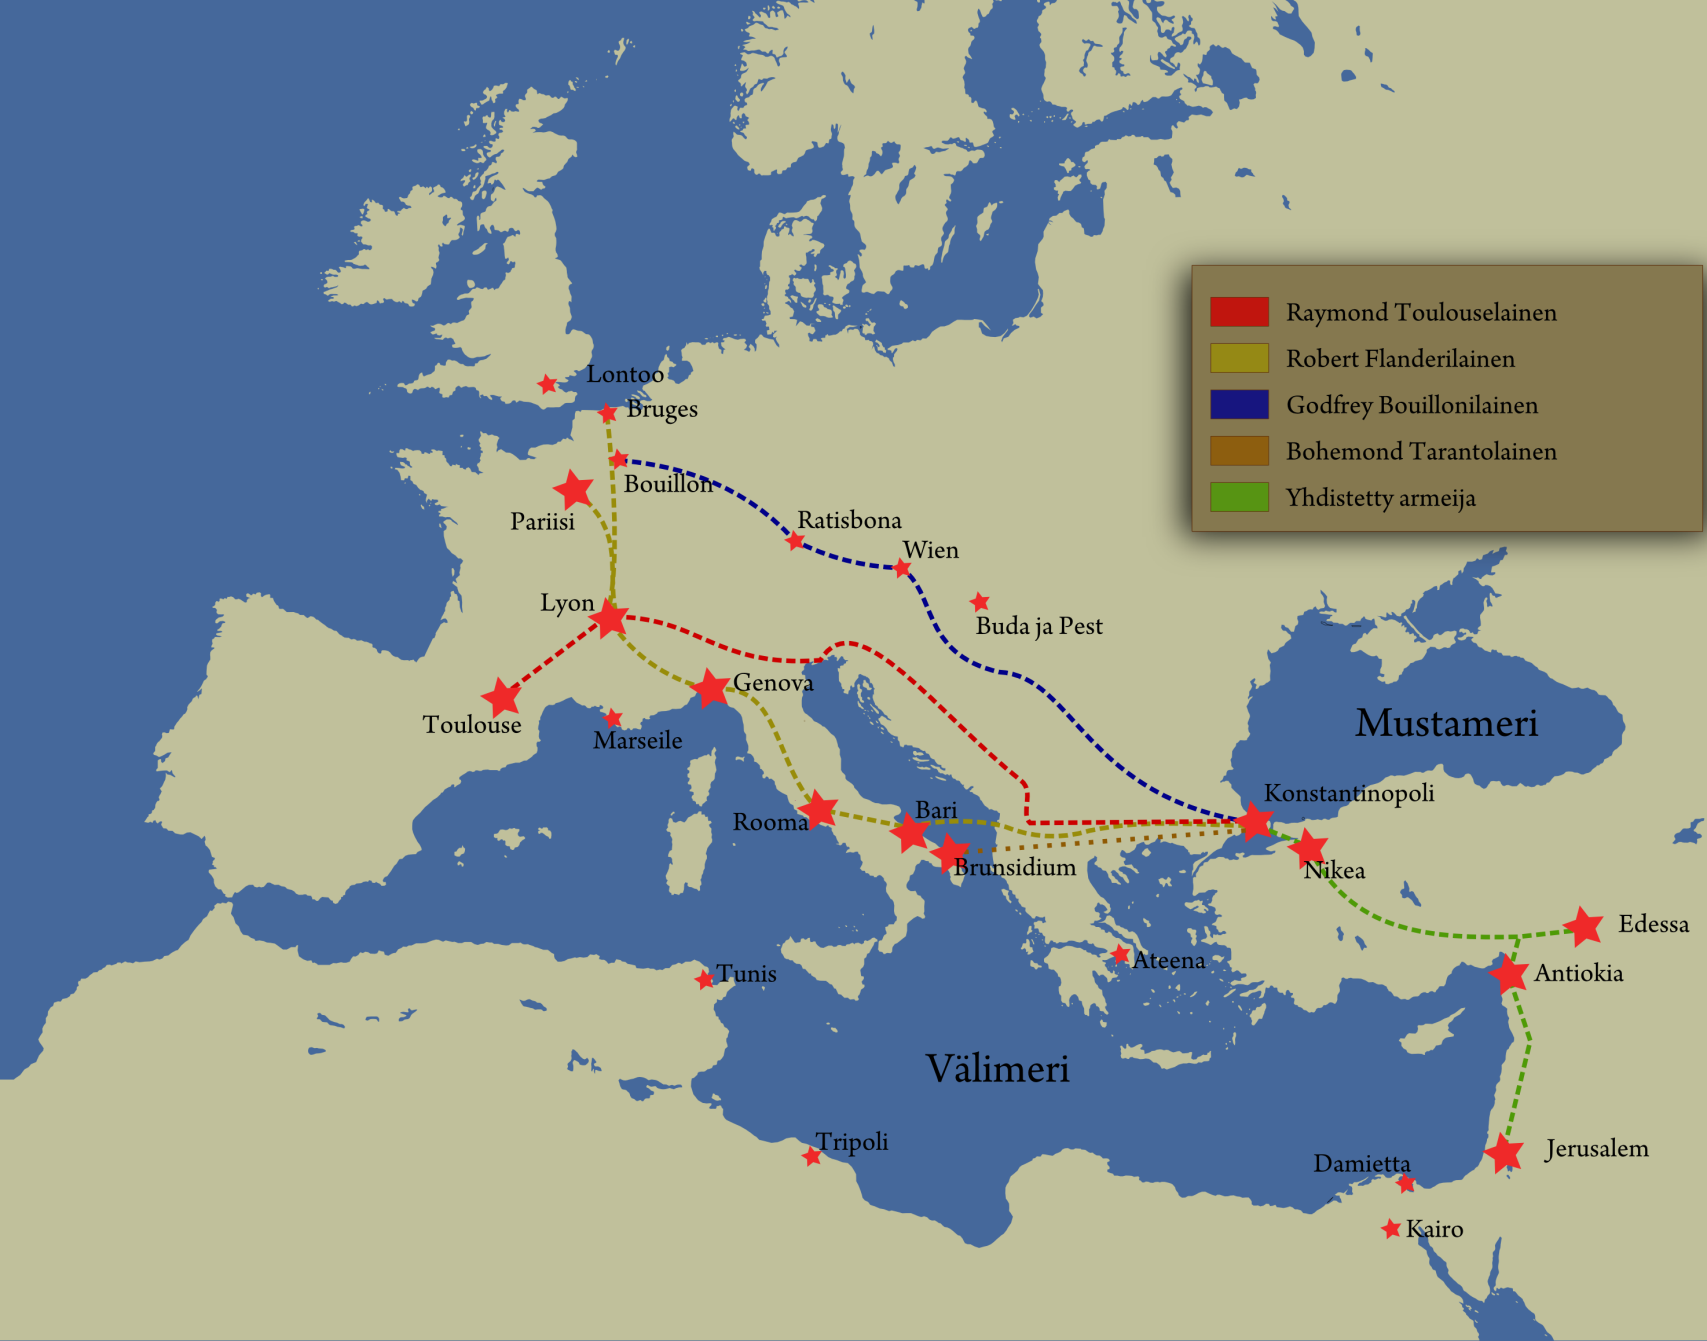 Raymond Toulouselainen
Robert Flanderilainen
Godfrey Bouillonilainen
Bohemond Tarantolainen
Yhdistetty armeija
Lontoo
Bruges
Bouillon
Pariisi
Ratisbona
Wien
Lyon
Buda ja Pest
Genova
Toulouse
Marseile
Mustameri
Konstantinopoli
Bari
Rooma
Brunsidium
Nikea
Edessa
Ateena
Antiokia
Tunis
Välimeri
Tripoli
Jerusalem
Damietta
Kairo